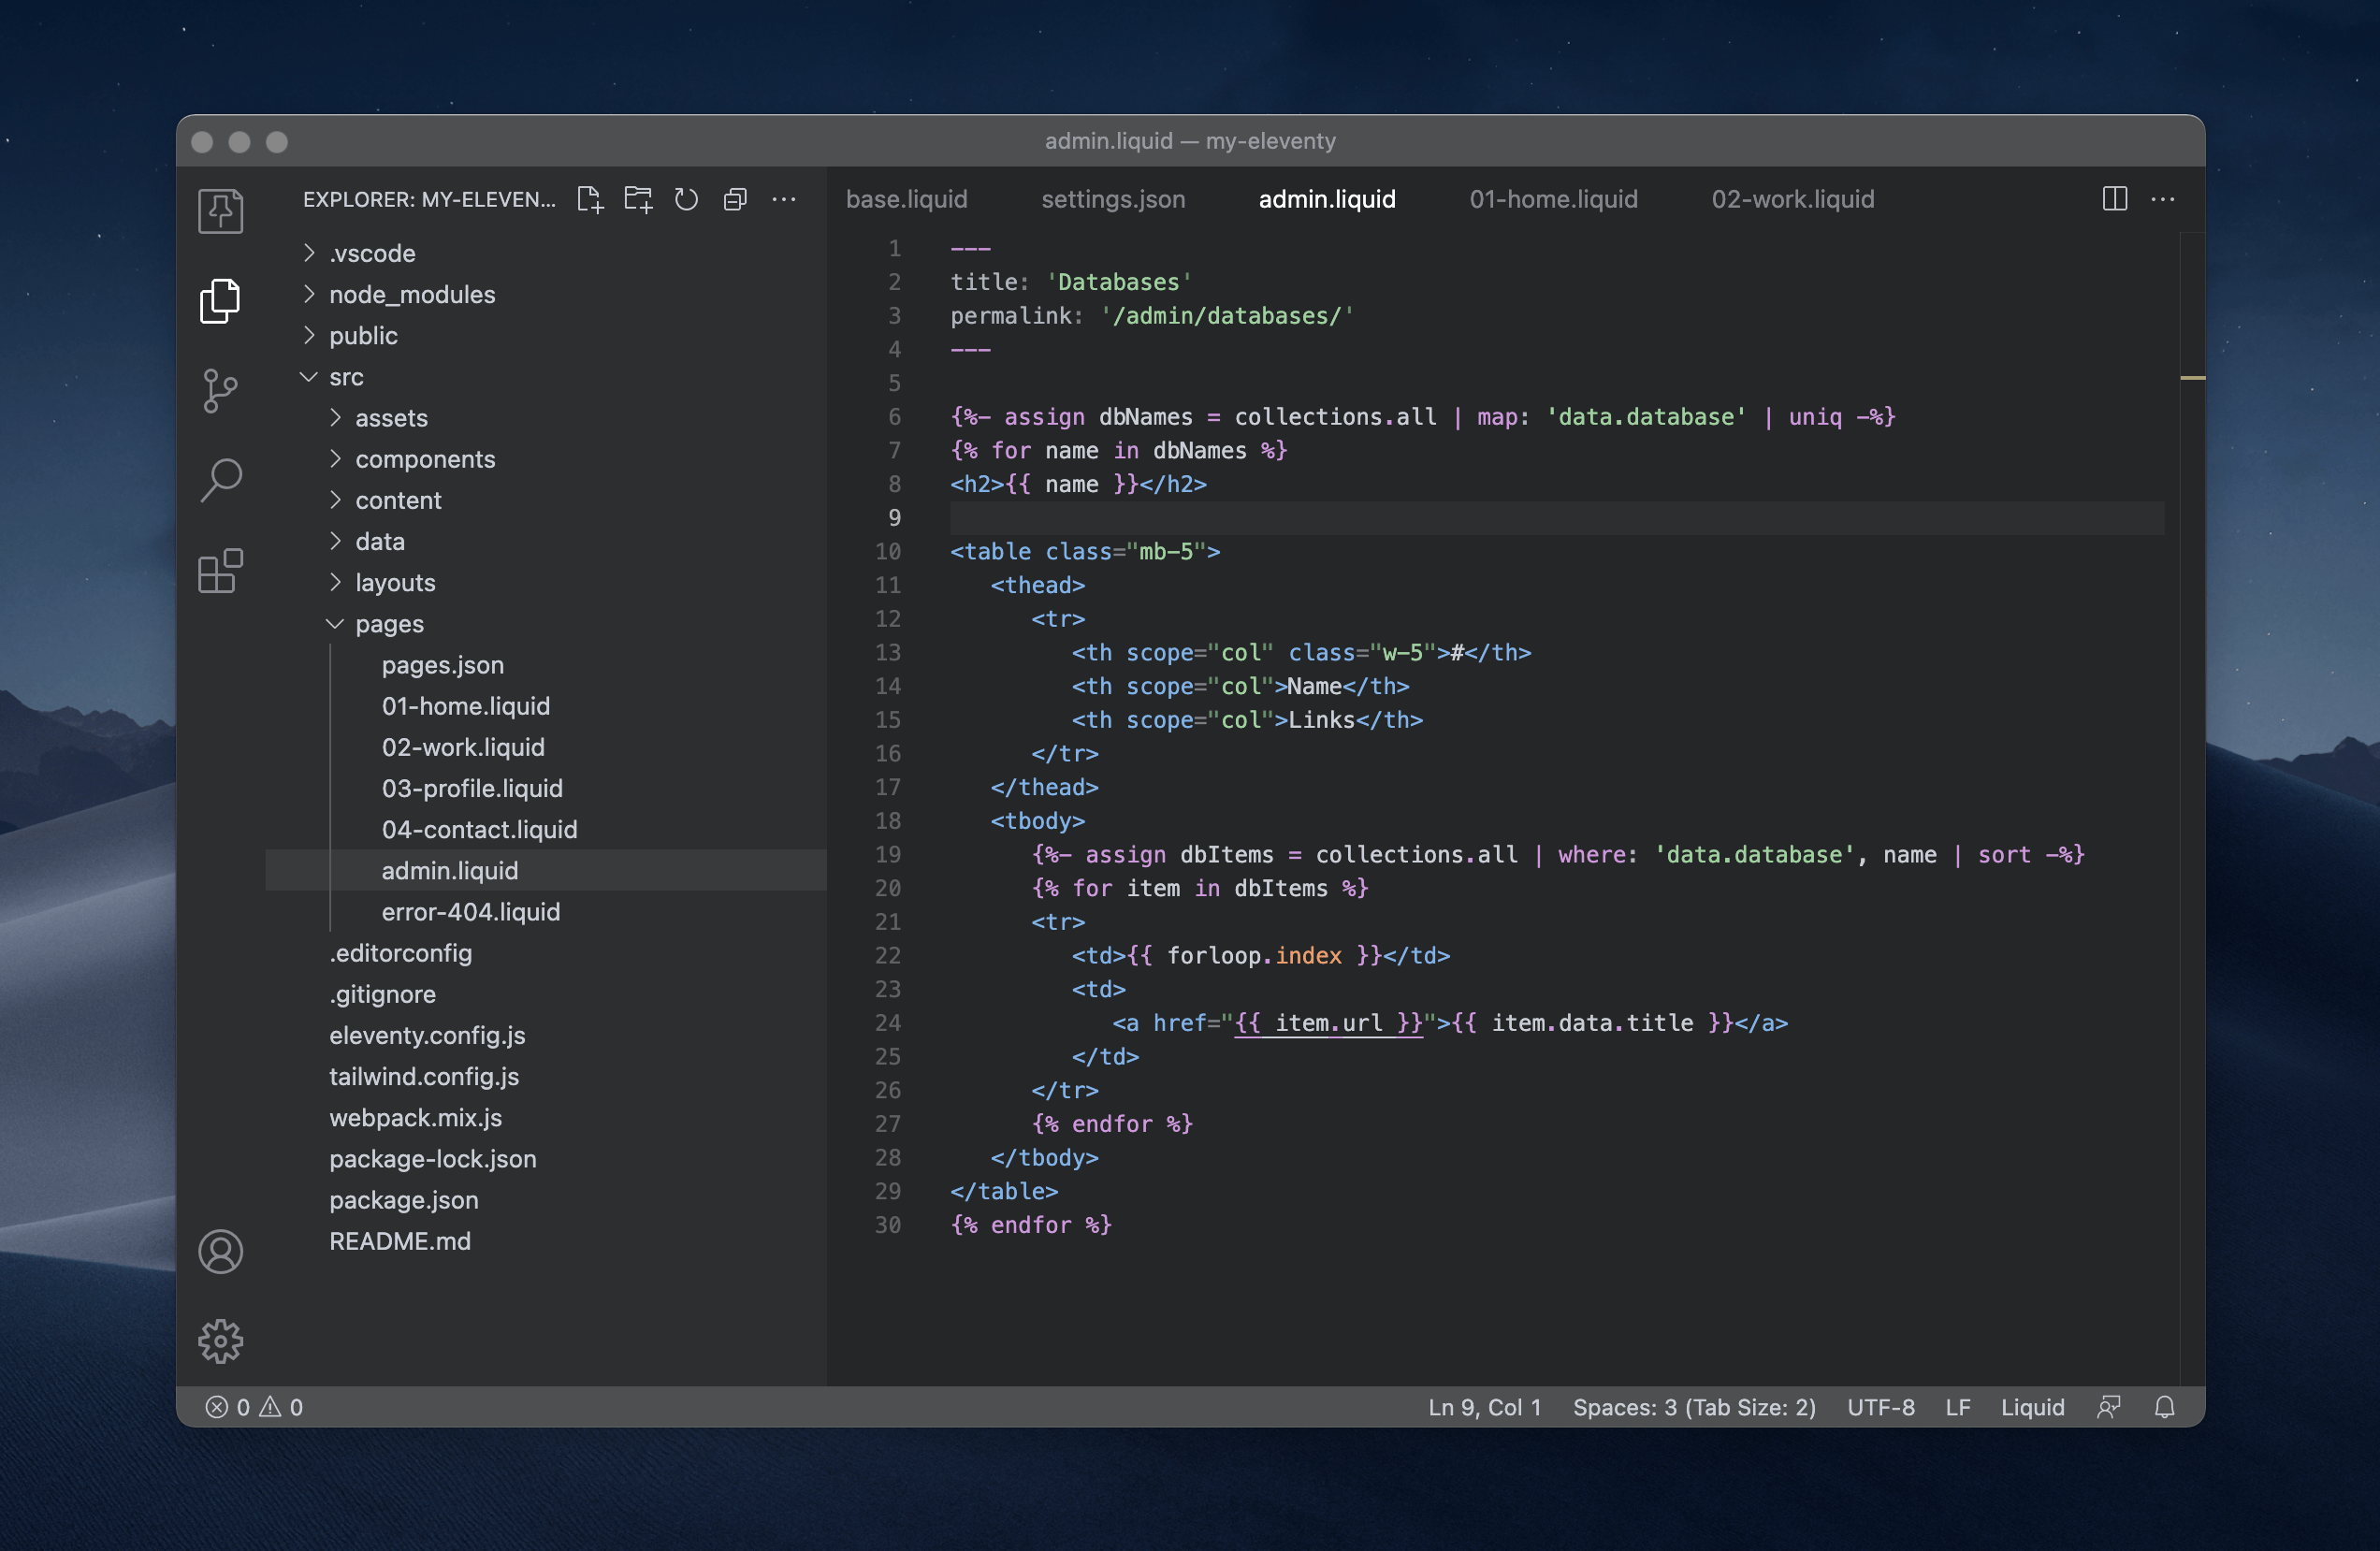 admin.liquid — my-eleventy
EXPLORER: MY-ELEVEN...
.vscode
node_modules
public
src
assets
components
content
data
layouts
pages
pages.json
01-home.liquid
02-work.liquid
03-profile.liquid
04-contact.liquid
admin.liquid
error-404.liquid
.editorconfig
.gitignore
eleventy.config.js
tailwind.config.js
webpack.mix.js
package-lock.json
package.json
README.md
base.liquid settings.json admin.liquid 01-home.liquid 02-work.liquid
1 ---
2 title: 'Databases'
3 permalink: '/admin/databases/'
4 ---
5
6 {%- assign dbNames = collections.all | map: 'data.database' | uniq -%}
7 {% for name in dbNames %}
8 <h2>{{ name }}</h2>
9
10 <table class="mb-5">
11    <thead>
12       <tr>
13          <th scope="col" class="w-5">#</th>
14          <th scope="col">Name</th>
15          <th scope="col">Links</th>
16       </tr>
17    </thead>
18    <tbody>
19       {%- assign dbItems = collections.all | where: 'data.database', name | sort -%}
20       {% for item in dbItems %}
21       <tr>
22          <td>{{ forloop.index }}</td>
23          <td>
24             <a href="{{ item.url }}">{{ item.data.title }}</a>
25          </td>
26       </tr>
27       {% endfor %}
28    </tbody>
29 </table>
30 {% endfor %}
0 0 Ln 9, Col 1 Spaces: 3 (Tab Size: 2) UTF-8 LF Liquid